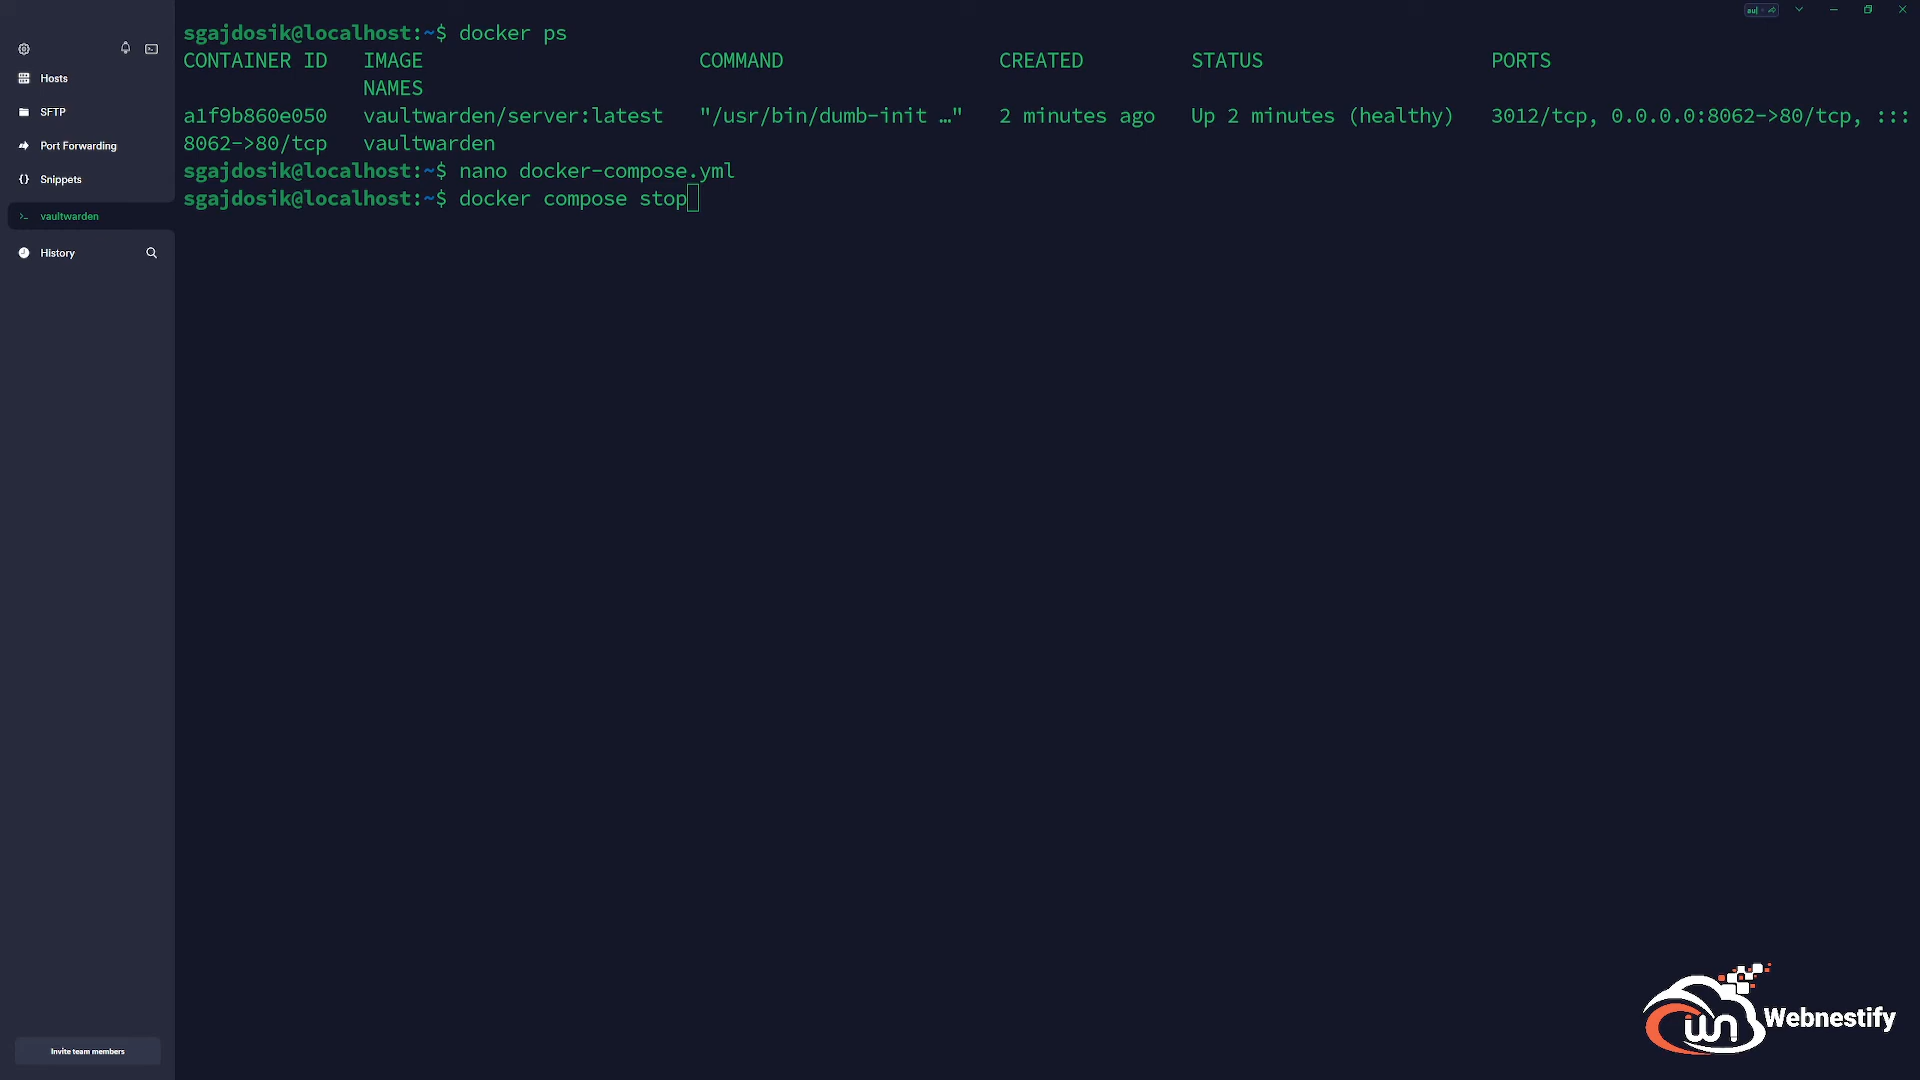 sgajdosik@localhost:~$ docker ps
CONTAINER ID   IMAGE                       COMMAND                  CREATED         STATUS                   PORTS
               NAMES
a1f9b860e050   vaultwarden/server:latest   "/usr/bin/dumb-init …"   2 minutes ago   Up 2 minutes (healthy)   3012/tcp, 0.0.0.0:8062->80/tcp, :::
8062->80/tcp   vaultwarden
sgajdosik@localhost:~$ nano docker-compose.yml
sgajdosik@localhost:~$ docker compose stop
Hosts
SFTP
Port Forwarding
Snippets
vaultwarden
History
Invite team members
Webnestify